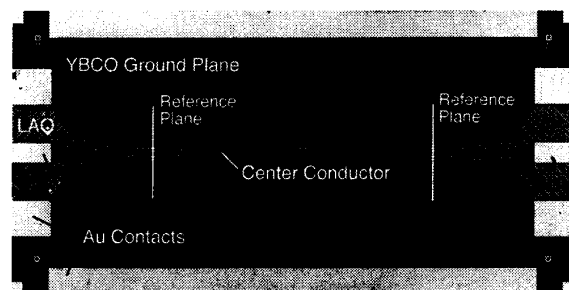 YBCO Ground Plane
Reference
Plane
Reference
Plane
LAO
Center Conductor
Au Contacts